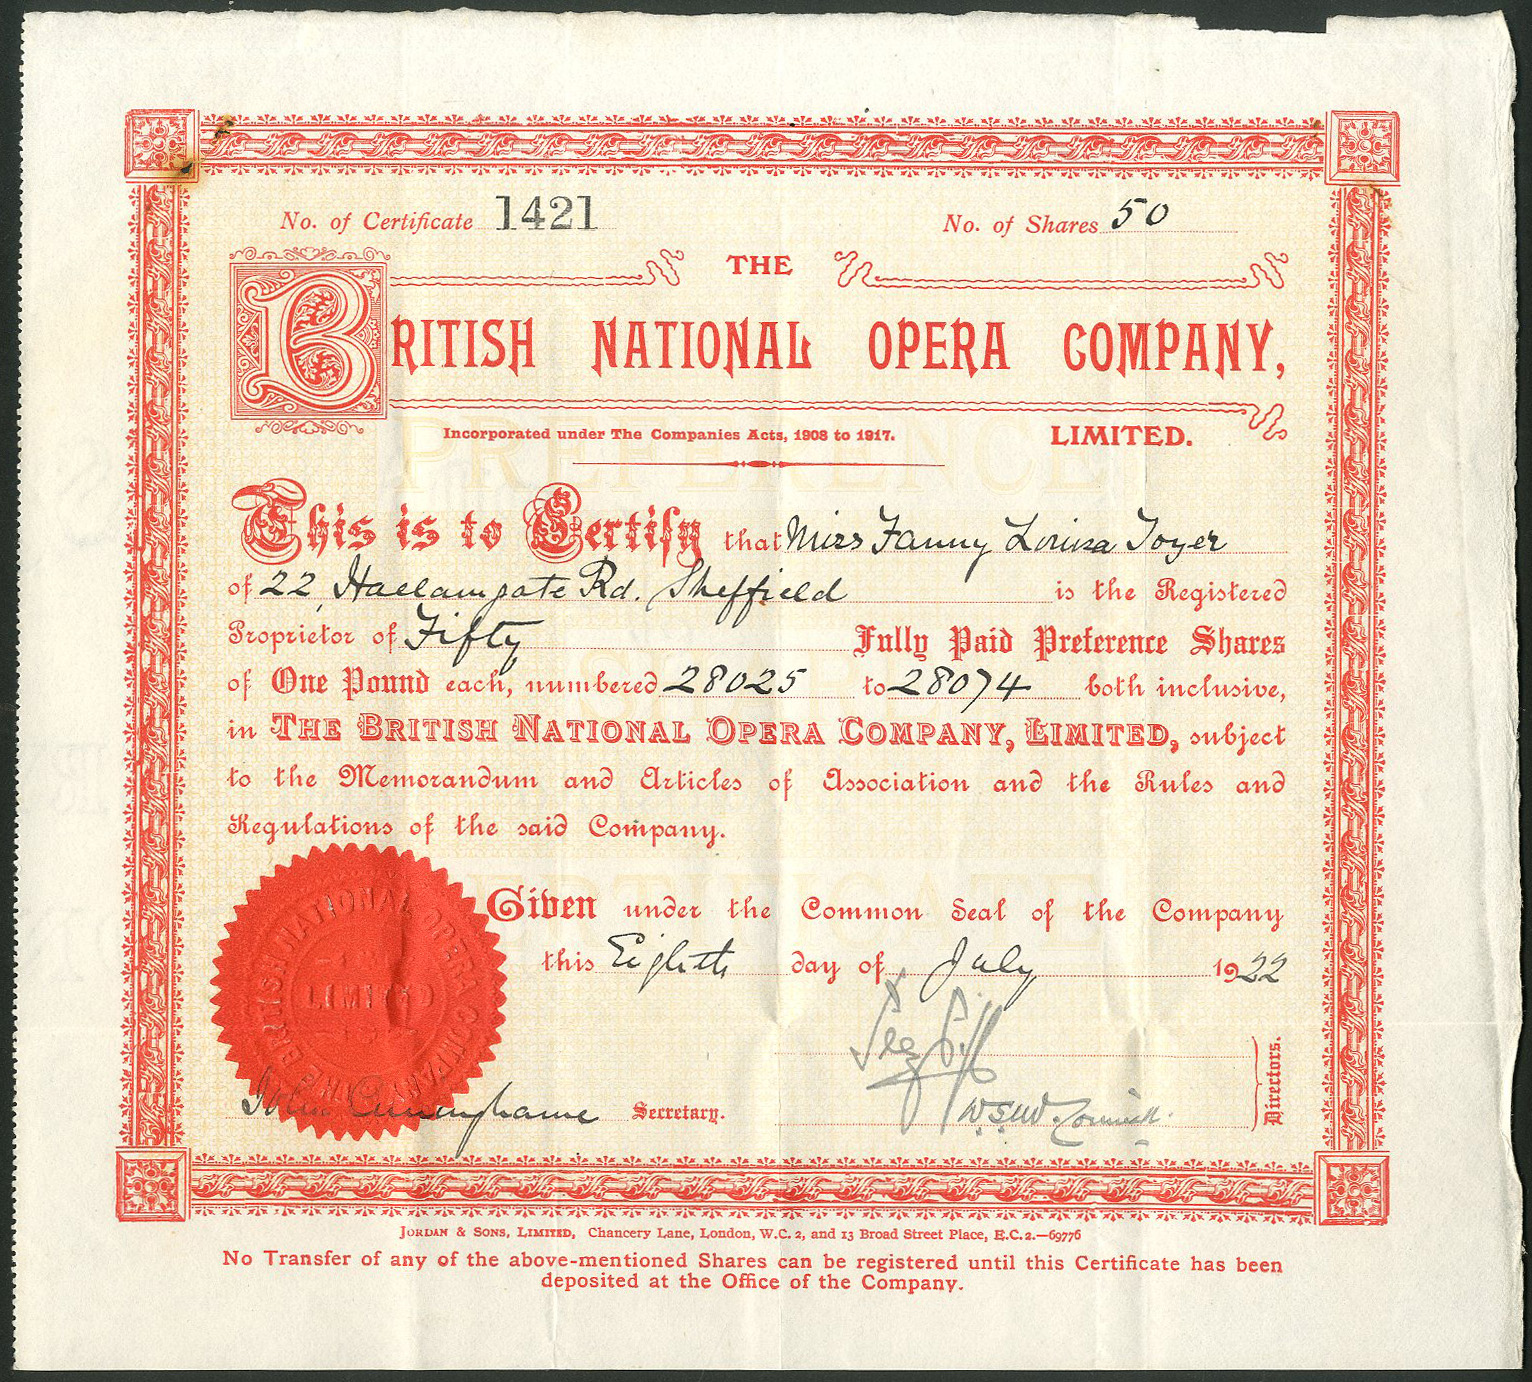 No. of Certificate 1421 No. of Shares 50
THE
BRITISH NATIONAL OPERA COMPANY,
LIMITED.
Incorporated under The Companies Acts, 1908 to 1917.
PREFERENCE
This is to Certify that Miss Fanny Louisa Toyer
of 22, Hallamgate Rd. Sheffield is the Registered
Proprietor of Fifty Fully Paid Preference Shares
of One Pound each, numbered 28025 to 28074 both inclusive,
in THE BRITISH NATIONAL OPERA COMPANY, LIMITED, subject
to the Memorandum and Articles of Association and the Rules and
Regulations of the said Company.
Given under the Common Seal of the Company
this Eighth day of July 1922
THE BRITISH NATIONAL OPERA COMPANY
LIMITED
John Cunninghame Secretary.
Directors.
JORDAN & SONS, LIMITED, Chancery Lane, London, W.C. 2, and 13 Broad Street Place, E.C. 2.—69776
No Transfer of any of the above-mentioned Shares can be registered until this Certificate has been
deposited at the Office of the Company.